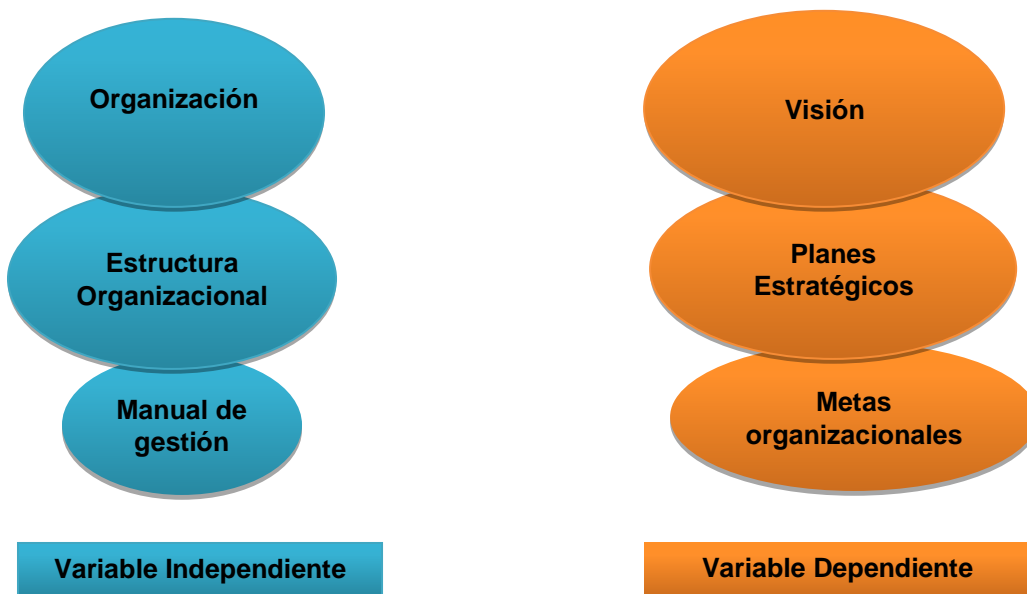 Organización
Estructura
Organizacional
Manual de
gestión
Variable Independiente
Visión
Planes
Estratégicos
Metas
organizacionales
Variable Dependiente